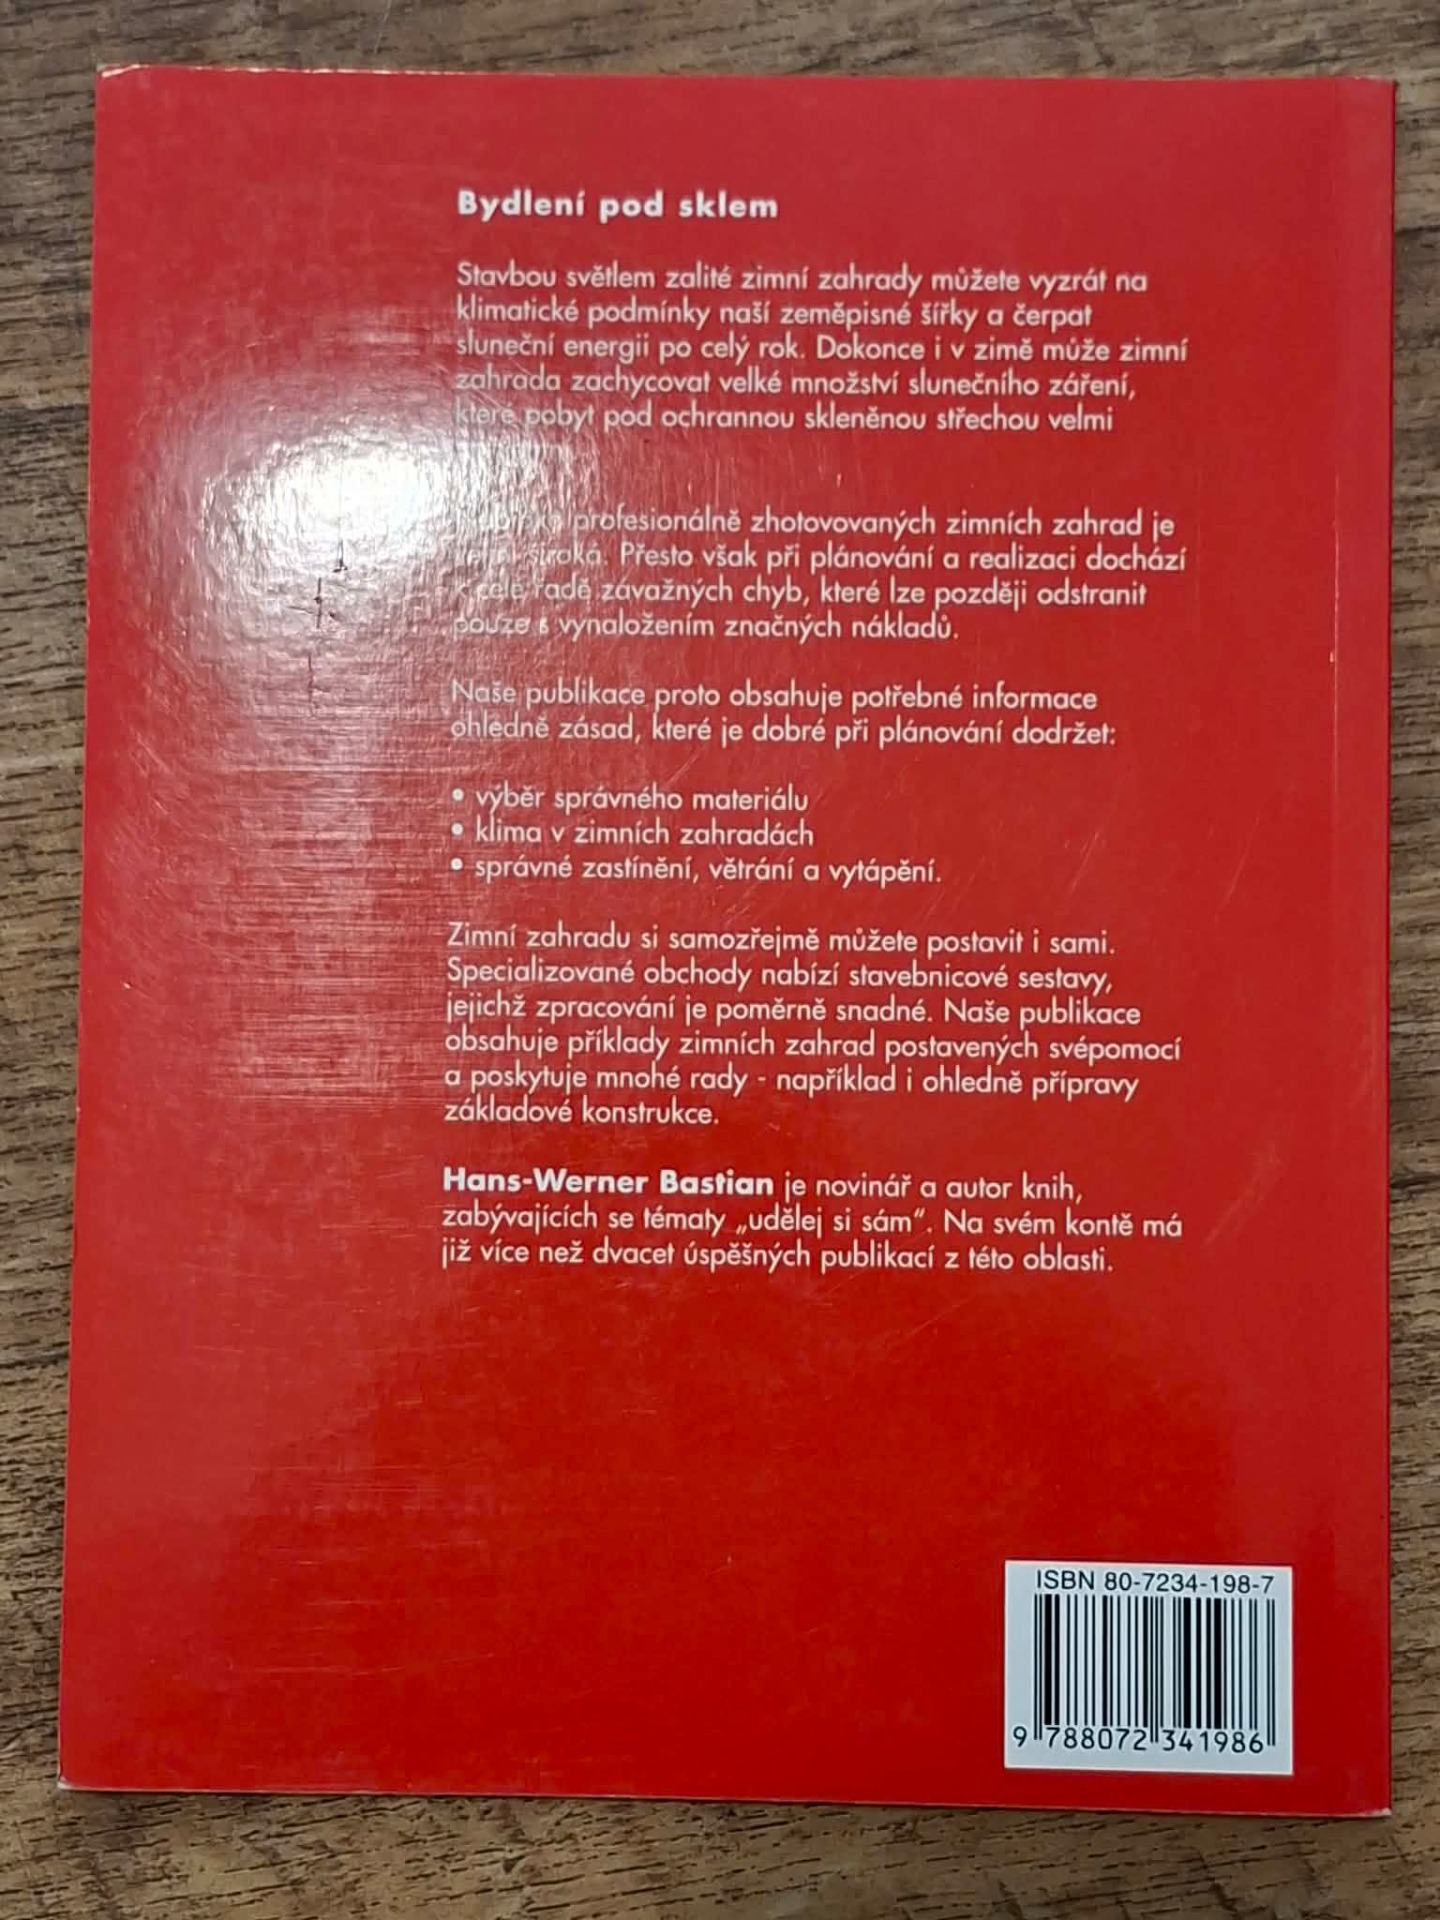 Bydlení pod sklem
Stavbou světlem zalité zimní zahrady můžete vyzrát na
klimatické podmínky naší zeměpisné šířky a čerpat
sluneční energii po celý rok. Dokonce i v zimě může zimní
zahrada zachycovat velké množství slunečního záření,
které pobyt pod ochrannou skleněnou střechou velmi
profesionálně zhotovovaných zimních zahrad je
široká. Přesto však při plánování a realizaci dochází
celé řadě závažných chyb, které lze později odstranit
pouze s vynaložením značných nákladů.
Naše publikace proto obsahuje potřebné informace
ohledně zásad, které je dobré při plánování dodržet:
• výběr správného materiálu
• klima v zimních zahradách
• správné zastínění, větrání a vytápění.
Zimní zahradu si samozřejmě můžete postavit i sami.
Specializované obchody nabízí stavebnicové sestavy,
jejichž zpracování je poměrně snadné. Naše publikace
obsahuje příklady zimních zahrad postavených svépomocí
a poskytuje mnohé rady - například i ohledně přípravy
základové konstrukce.
Hans-Werner Bastian je novinář a autor knih,
zabývajících se tématy „udělej si sám“. Na svém kontě má
již více než dvacet úspěšných publikací z této oblasti.
ISBN 80-7234-198-7
9 788072 341986